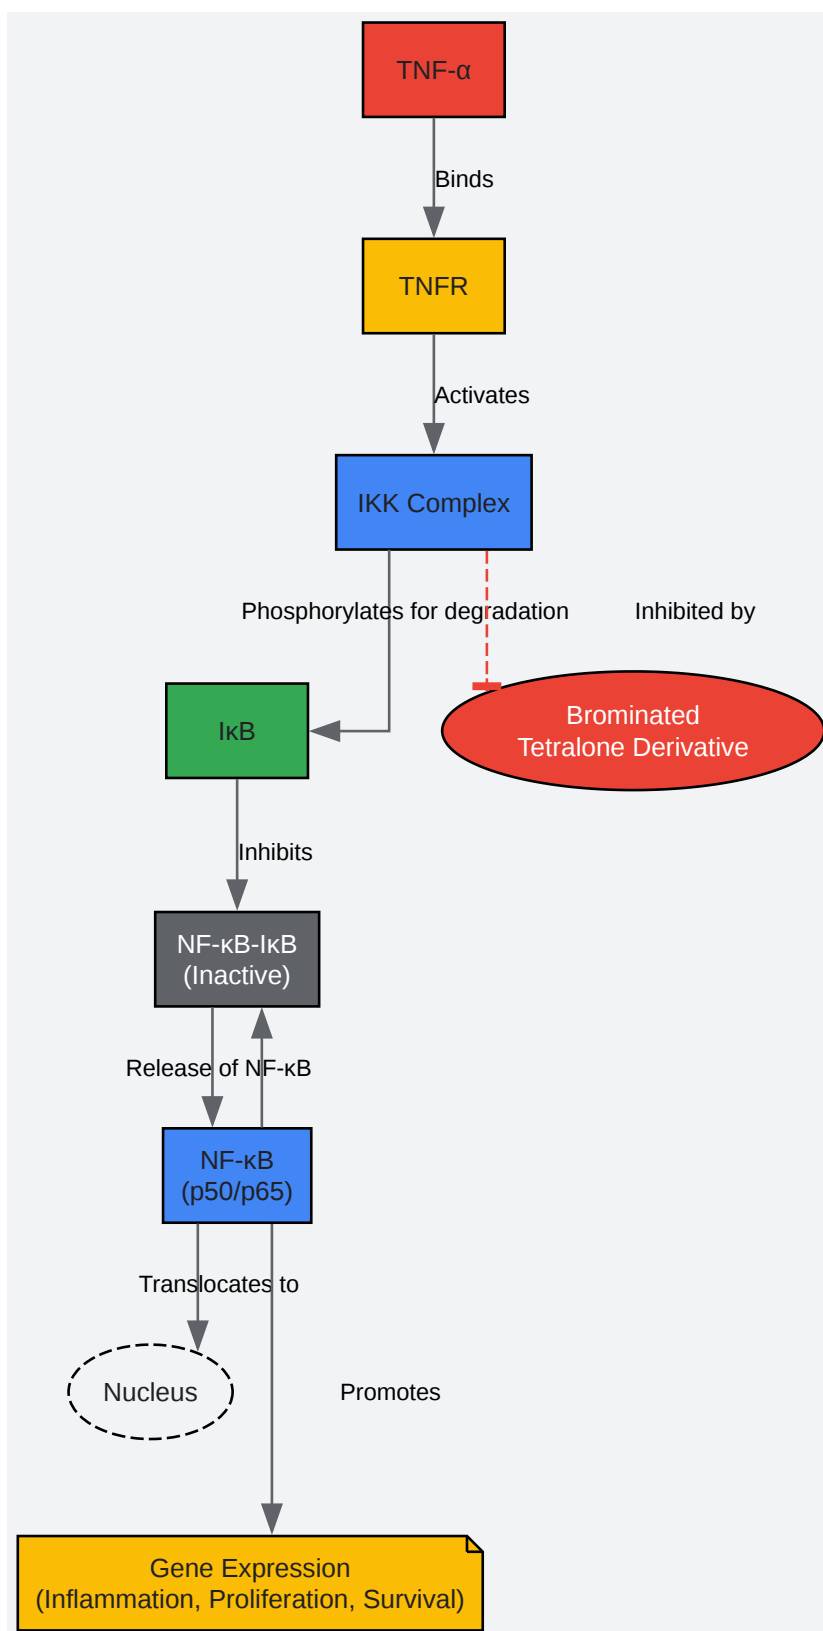 TNF-α
Binds
TNFR
Activates
IKK Complex
Phosphorylates for degradation
Inhibited by
IκB
Brominated
Tetralone Derivative
Inhibits
NF-κB-IκB
(Inactive)
Release of NF-κB
NF-κB
(p50/p65)
Translocates to
Nucleus
Promotes
Gene Expression
(Inflammation, Proliferation, Survival)